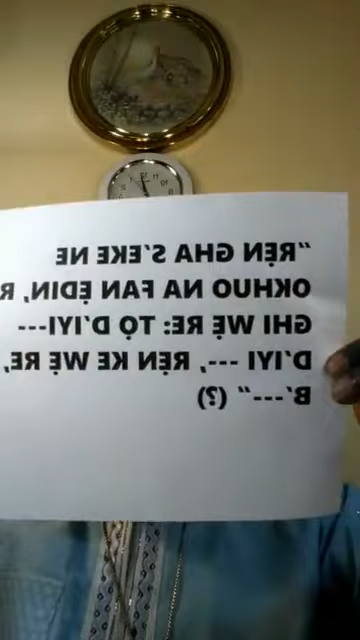 "RẸN GHA S'EKE NE
OKHUO NA FAN ẸDIN, R
GHI WẸ RE: TỌ D'IYI---
D'IYI ---, RẸN KE WẸ RE,
B'---" (?)